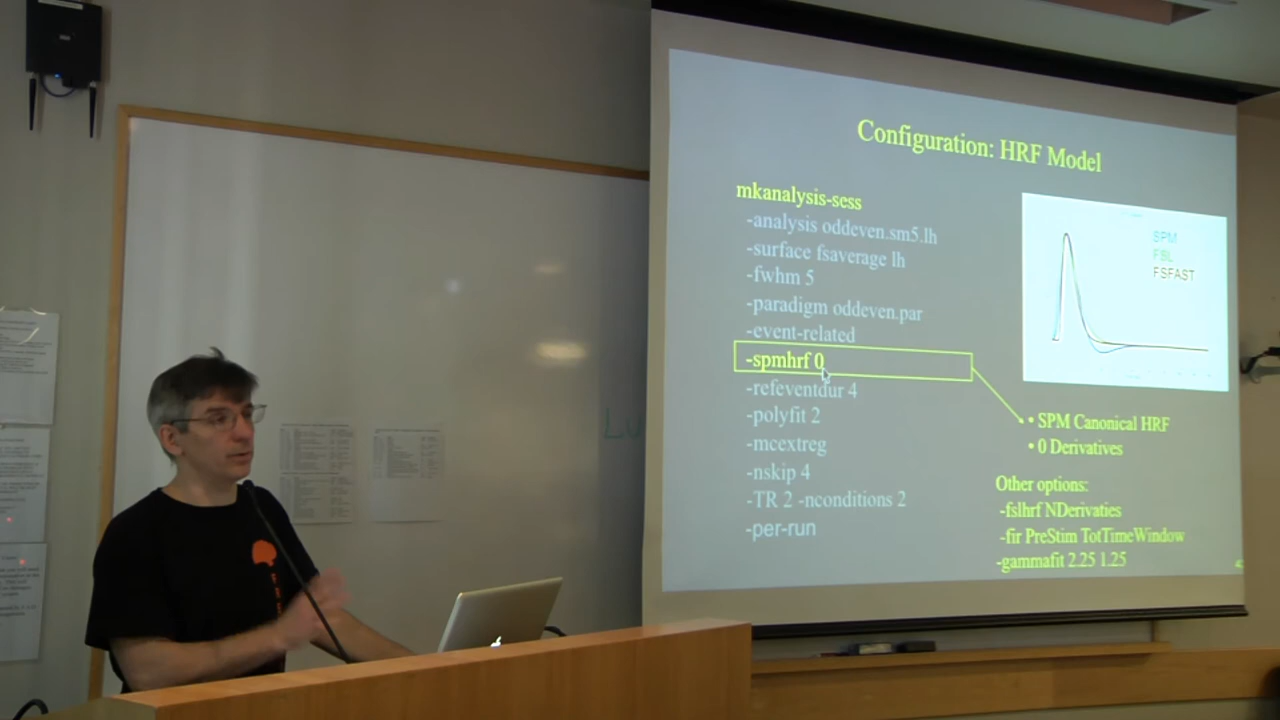 Configuration: HRF Model
mkanalysis-sess
-analysis oddeven.sm5.lh
-surface fsaverage lh
-fwhm 5
-paradigm oddeven.par
-event-related
-spmhrf 0
-refeventdur 4
-polyfit 2
-mcextreg
-nskip 4
-TR 2 -nconditions 2
-per-run
SPM
FSL
FSFAST
• SPM Canonical HRF
• 0 Derivatives
Other options:
-fslhrf NDerivaties
-fir PreStim TotTimeWindow
-gammafit 2.25 1.25